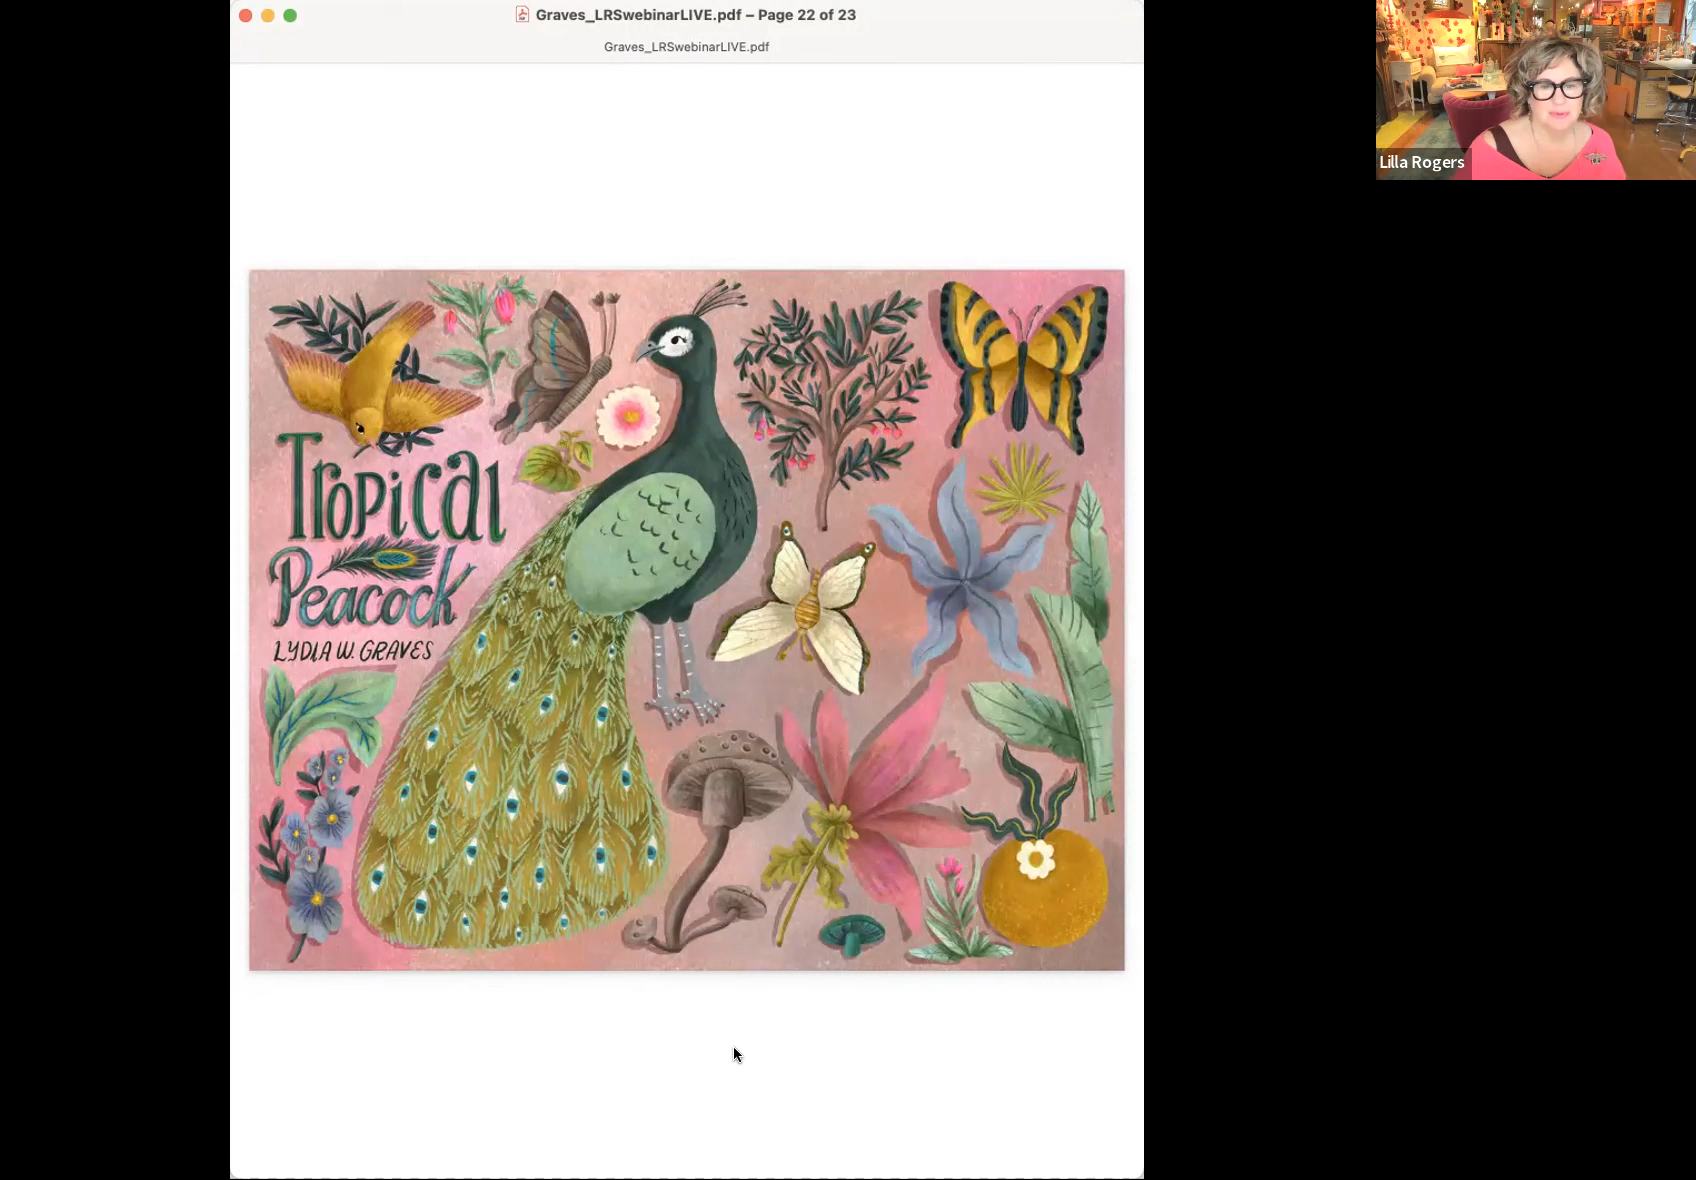 Graves_LRSwebinarLIVE.pdf – Page 22 of 23
Graves_LRSwebinarLIVE.pdf
Lilla Rogers
Tropical
Peacock
LYDIA W. GRAVES